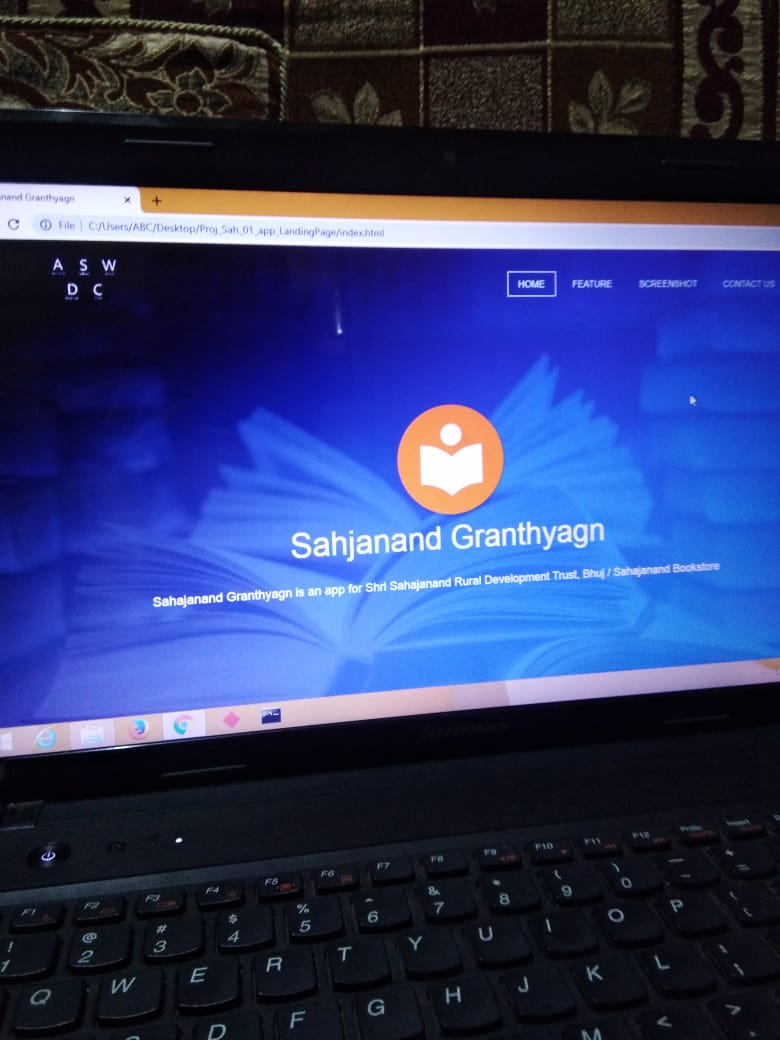 nand Granthyagn × +
File | C:/Users/ABC/Desktop/Proj_Sah_01_app_LandingPage/index.html
A S W
D C
HOME FEATURE SCREENSHOT CONTACT US
Sahjanand Granthyagn
Sahajanand Granthyagn is an app for Shri Sahajanand Rural Development Trust, Bhuj / Sahajanand Bookstore
lenovo
F1 F2 F3 F4 F5 F6 F7 F8 F9 F10 F11 F12 PrtSc Insert
! @ # $ % ^ & * ( ) — +
1 2 3 4 5 6 7 8 9 0 - =
Q W E R T Y U I O P
D F G H J K L
M < >